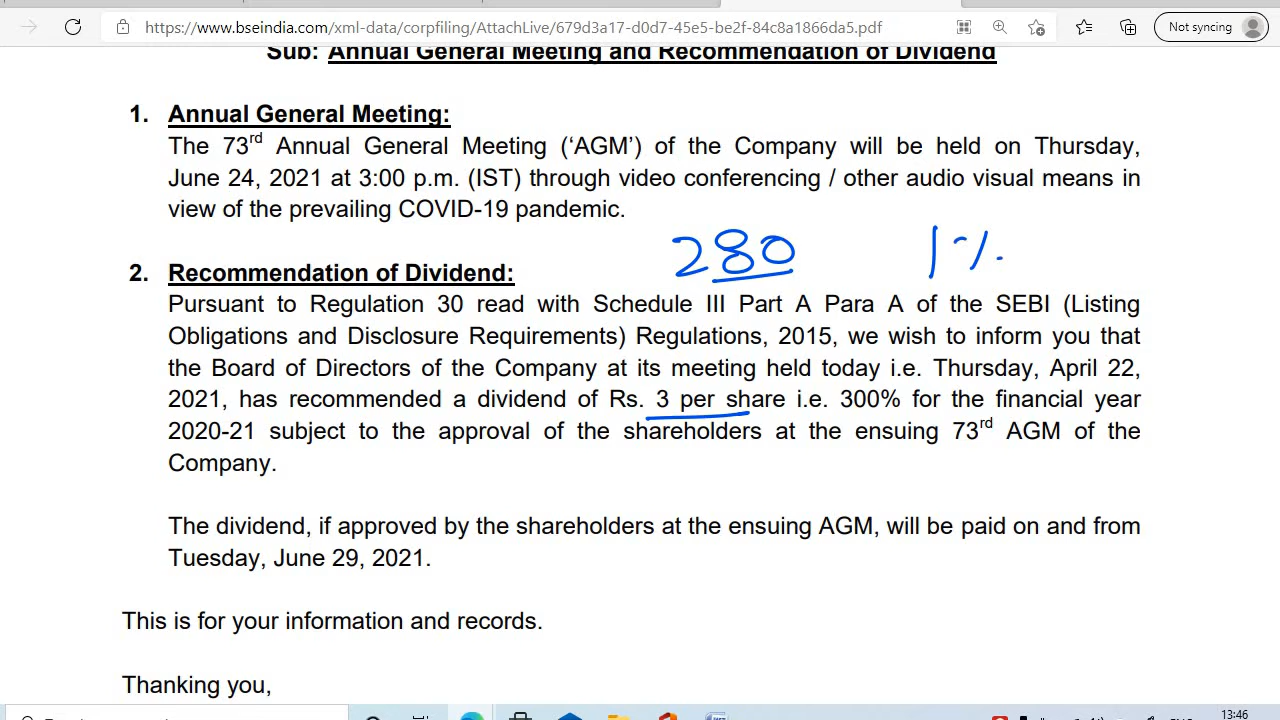 https://www.bseindia.com/xml-data/corpfiling/AttachLive/679d3a17-d0d7-45e5-be2f-84c8a1866da5.pdf
Not syncing
Sub: Annual General Meeting and Recommendation of Dividend
1. Annual General Meeting:
The 73rd Annual General Meeting (‘AGM’) of the Company will be held on Thursday,
June 24, 2021 at 3:00 p.m. (IST) through video conferencing / other audio visual means in
view of the prevailing COVID-19 pandemic.
280 1%
2. Recommendation of Dividend:
Pursuant to Regulation 30 read with Schedule III Part A Para A of the SEBI (Listing
Obligations and Disclosure Requirements) Regulations, 2015, we wish to inform you that
the Board of Directors of the Company at its meeting held today i.e. Thursday, April 22,
2021, has recommended a dividend of Rs. 3 per share i.e. 300% for the financial year
2020-21 subject to the approval of the shareholders at the ensuing 73rd AGM of the
Company.
The dividend, if approved by the shareholders at the ensuing AGM, will be paid on and from
Tuesday, June 29, 2021.
This is for your information and records.
Thanking you,
13:46